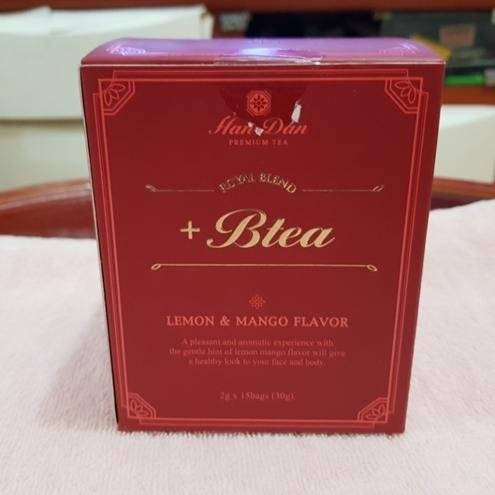 Han Dan
PREMIUM TEA
ROYAL BLEND
+ Btea
LEMON & MANGO FLAVOR
A pleasant and aromatic experience with
the gentle hint of lemon mango flavor will give
a healthy look to your face and body.
2g x 15bags (30g)